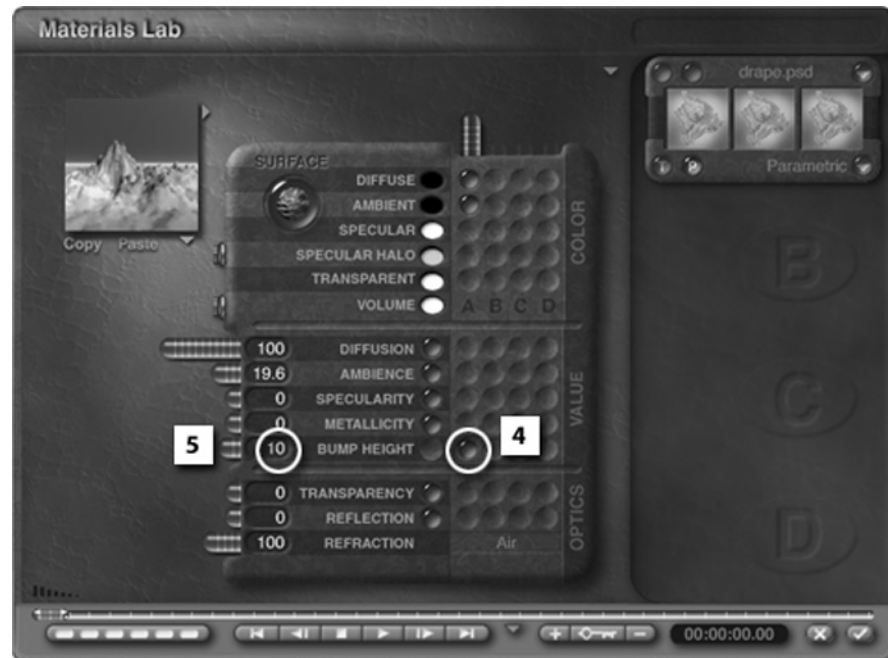 Materials Lab
drape.psd
Parametric
Copy Paste
SURFACE
DIFFUSE
AMBIENT
SPECULAR
SPECULAR HALO
TRANSPARENT
VOLUME
A B C D
COLOR
100 DIFFUSION
19.6 AMBIENCE
0 SPECULARITY
0 METALLICITY
5 10 BUMP HEIGHT 4
VALUE
0 TRANSPARENCY
0 REFLECTION
100 REFRACTION Air
OPTICS
B
C
D
00:00:00.00